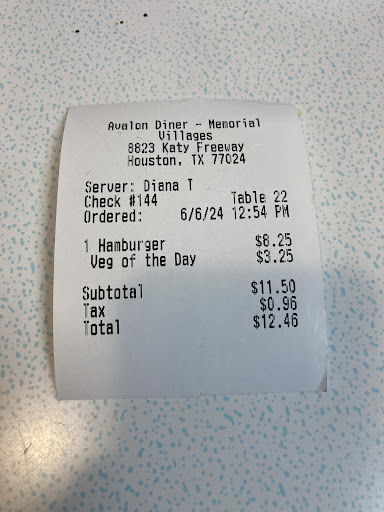 Avalon Diner - Memorial
Villages
8823 Katy Freeway
Houston, TX 77024
Server: Diana T
Check #144 Table 22
Ordered: 6/6/24 12:54 PM
1 Hamburger $8.25
Veg of the Day $3.25
Subtotal $11.50
Tax $0.96
Total $12.46